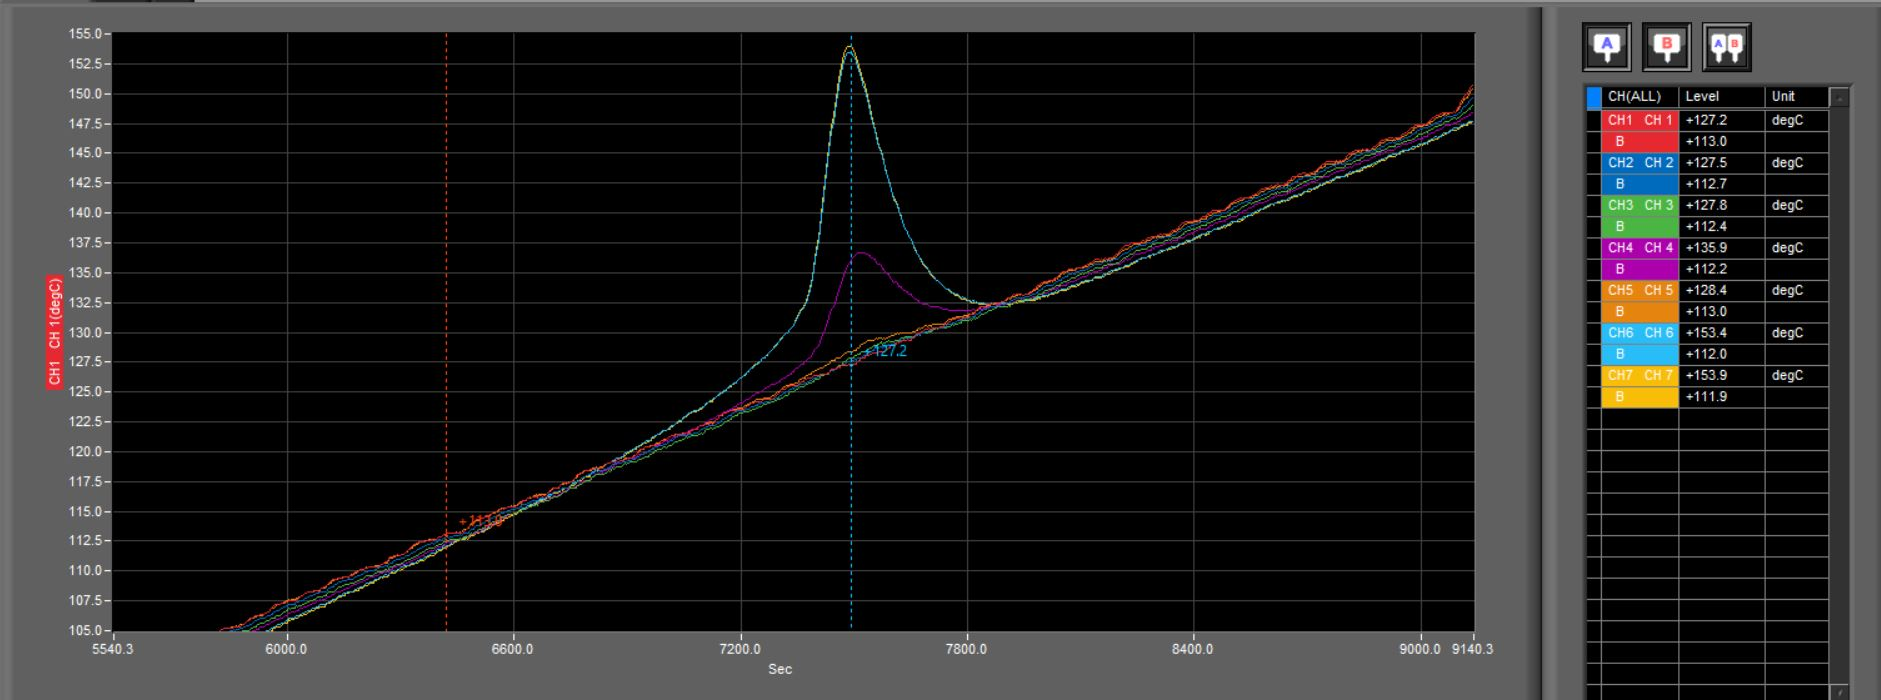 155.0
152.5
150.0
147.5
145.0
142.5
140.0
137.5
135.0
132.5
130.0
127.5
125.0
122.5
120.0
117.5
115.0
112.5
110.0
107.5
105.0
CH1 CH 1(degC)
+127.2
5540.3 6000.0 6600.0 7200.0 7800.0 8400.0 9000.0 9140.3
Sec
A B A B
CH(ALL) Level Unit
CH1 CH 1 +127.2 degC
B +113.0
CH2 CH 2 +127.5 degC
B +112.7
CH3 CH 3 +127.8 degC
B +112.4
CH4 CH 4 +135.9 degC
B +112.2
CH5 CH 5 +128.4 degC
B +113.0
CH6 CH 6 +153.4 degC
B +112.0
CH7 CH 7 +153.9 degC
B +111.9